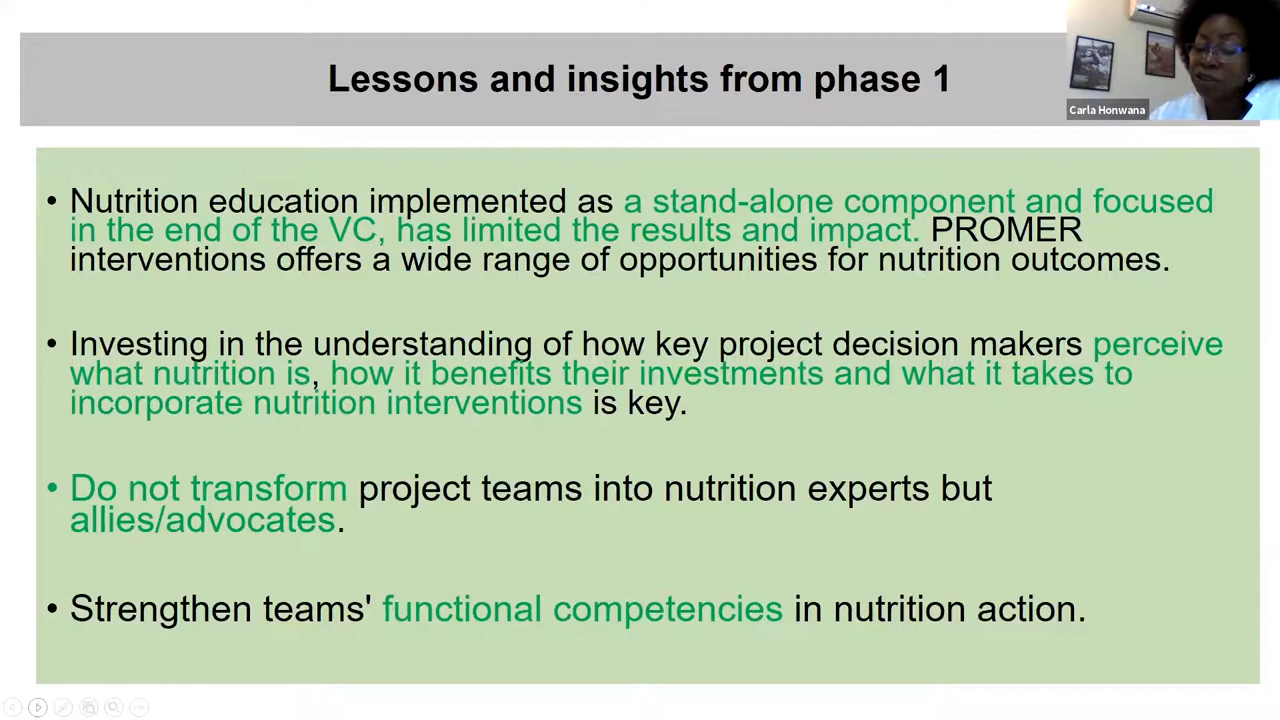 Lessons and insights from phase 1
Carla Honwana
• Nutrition education implemented as a stand-alone component and focused
in the end of the VC, has limited the results and impact. PROMER
interventions offers a wide range of opportunities for nutrition outcomes.
• Investing in the understanding of how key project decision makers perceive
what nutrition is, how it benefits their investments and what it takes to
incorporate nutrition interventions is key.
• Do not transform project teams into nutrition experts but
allies/advocates.
• Strengthen teams' functional competencies in nutrition action.